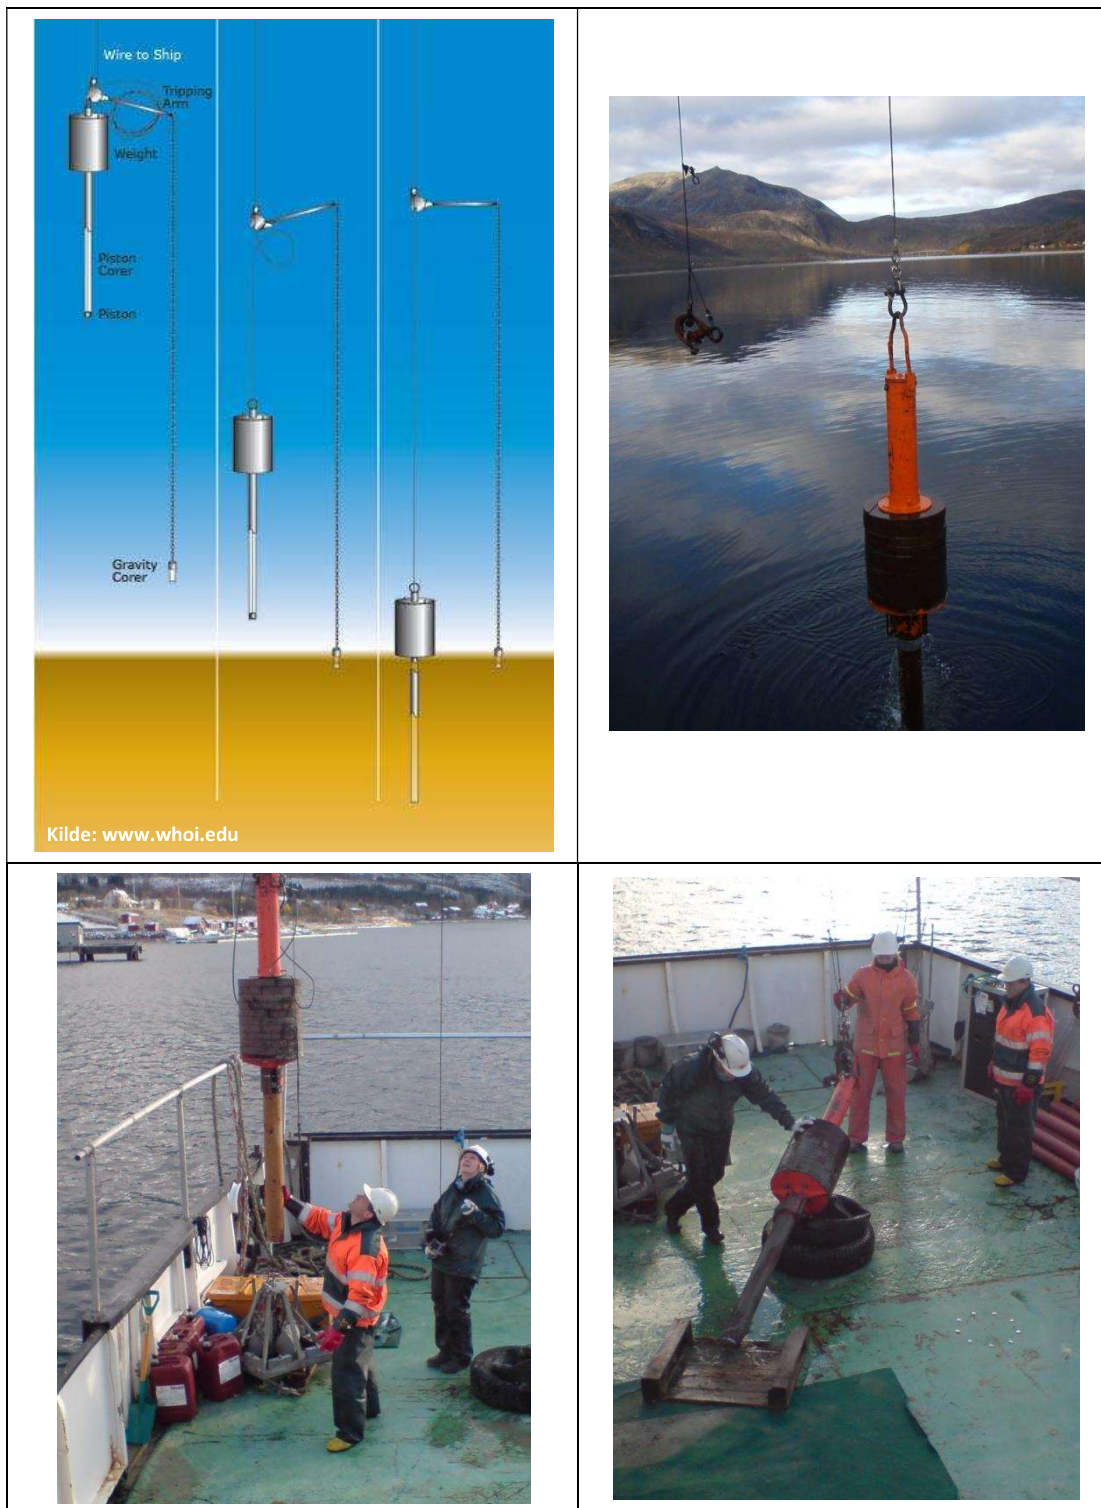 Wire to Ship
Tripping
Arm
Weight
Piston
Corer
Piston
Gravity
Corer
Kilde: www.whoi.edu